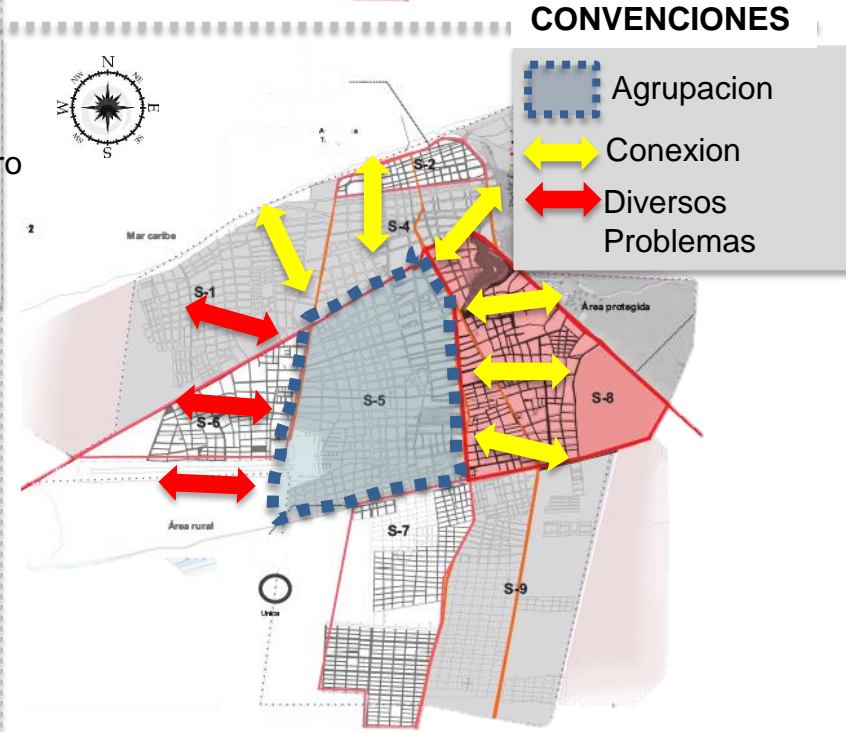 CONVENCIONES
Agrupacion
Conexion
Diversos
Problemas
N
NW
NE
W
E
SW
SE
S
ro
2
Mar caribe
S-2
S-4
S-1
Área protegida
S-5
S-8
S-6
Área rural
S-7
S-9
Unica